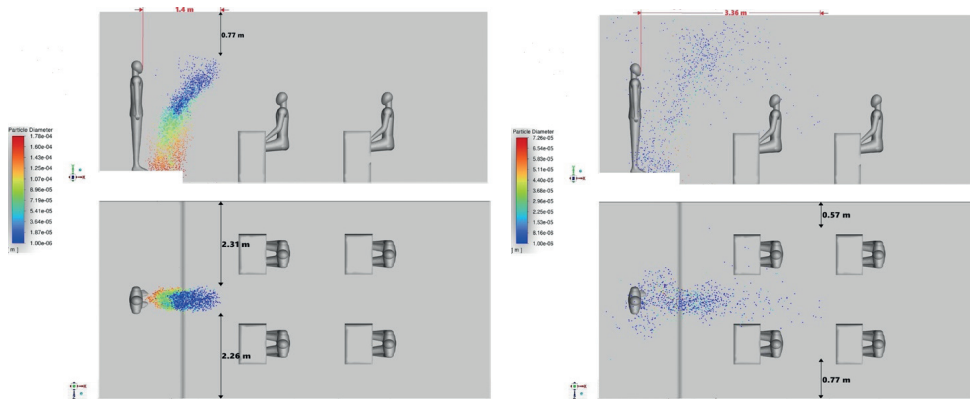 1.4 m
0.77 m
Particle Diameter
1.78e-04
1.60e-04
1.43e-04
1.25e-04
1.07e-04
8.96e-05
7.19e-05
5.41e-05
3.64e-05
1.87e-05
1.00e-06
[ m ]
2.31 m
2.26 m
3.36 m
Particle Diameter
7.26e-05
6.54e-05
5.83e-05
5.11e-05
4.40e-05
3.68e-05
2.96e-05
2.25e-05
1.53e-05
8.16e-06
1.00e-06
[ m ]
0.57 m
0.77 m